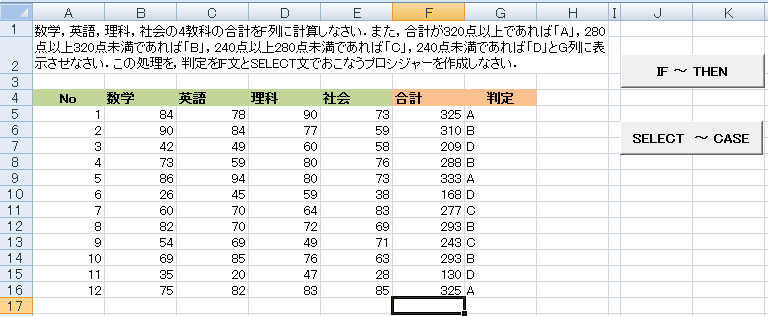 A B C D E F G H I J K
1 数学，英語，理科，社会の4教科の合計をF列に計算しなさい．また，合計が320点以上であれば「A」，280
点以上320点未満であれば「B」，240点以上280点未満であれば「C」，240点未満であれば「D」とG列に表
2 示させなさい．この処理を，判定をIF文とSELECT文でおこなうプロシジャーを作成しなさい．
IF ～ THEN
3
4 No 数学 英語 理科 社会 合計 判定
5 1 84 78 90 73 325 A
6 2 90 84 77 59 310 B
SELECT ～ CASE
7 3 42 49 60 58 209 D
8 4 73 59 80 76 288 B
9 5 86 94 80 73 333 A
10 6 26 45 59 38 168 D
11 7 60 70 64 83 277 C
12 8 82 70 72 69 293 B
13 9 54 69 49 71 243 C
14 10 69 85 76 63 293 B
15 11 35 20 47 28 130 D
16 12 75 82 83 85 325 A
17